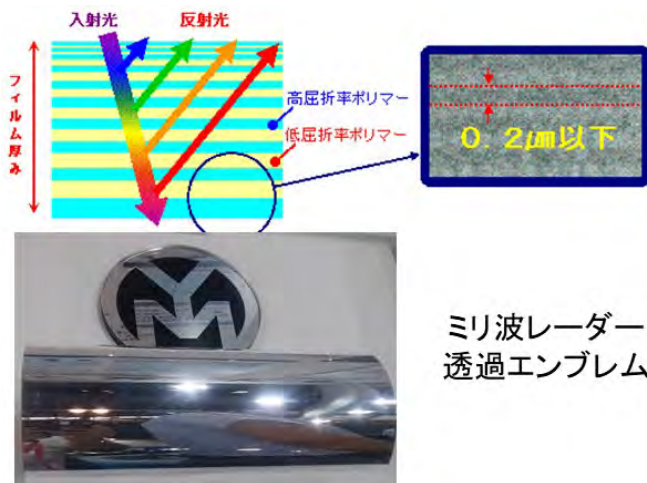 入射光
反射光
フィルム厚み
高屈折率ポリマー
低屈折率ポリマー
0.2μm以下
YM
ミリ波レーダー
透過エンブレム